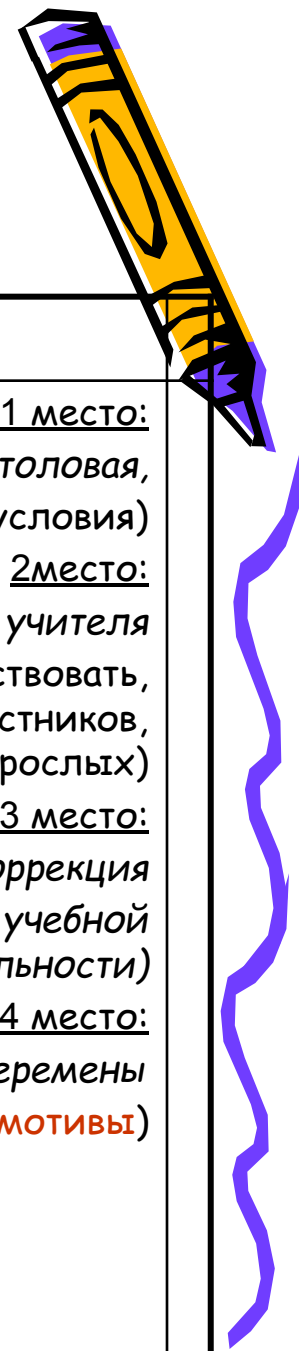 1 место:
толовая,
условия)
2место:
учителя
ствовать,
стников,
рослых)
3 место:
оррекция
учебной
льности)
4 место:
еремены
мотивы)